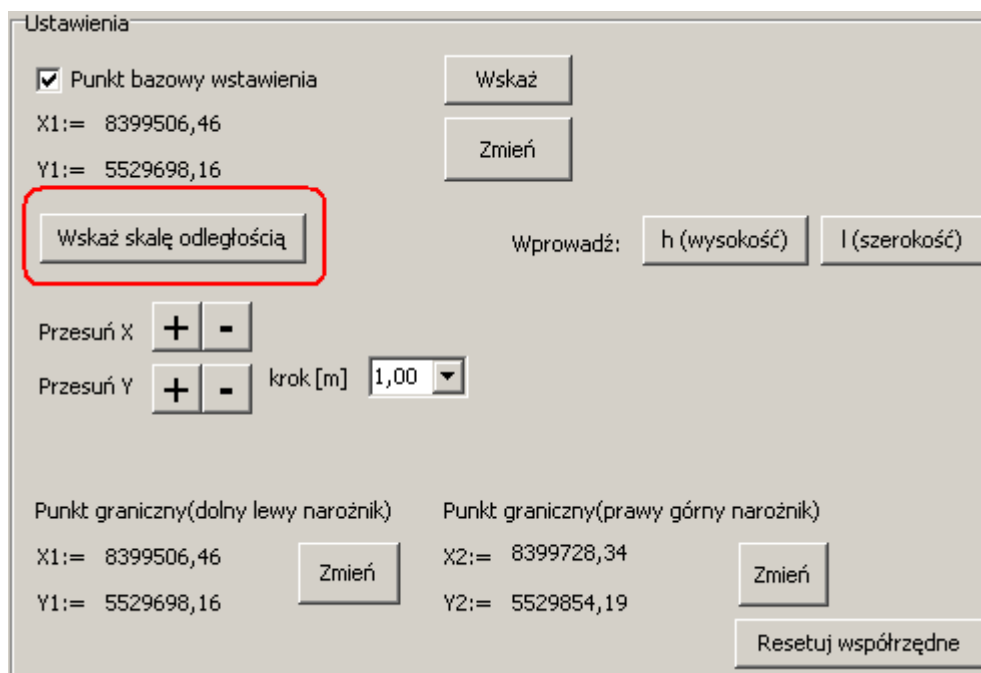 Ustawienia
Punkt bazowy wstawienia
Wskaż
X1:= 8399506,46
Zmień
Y1:= 5529698,16
Wskaż skalę odległością
Wprowadź:
h (wysokość)
l (szerokość)
Przesuń X
+
-
Przesuń Y
+
-
krok [m]
1,00
Punkt graniczny(dolny lewy narożnik)
X1:= 8399506,46
Zmień
Y1:= 5529698,16
Punkt graniczny(prawy górny narożnik)
X2:= 8399728,34
Zmień
Y2:= 5529854,19
Resetuj współrzędne